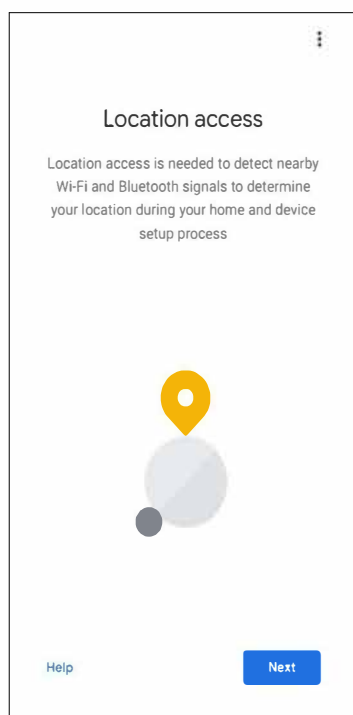 Location access
Location access is needed to detect nearby
Wi-Fi and Bluetooth signals to determine
your location during your home and device
setup process
Help
Next